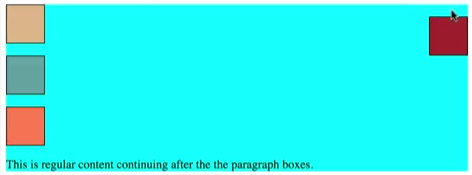 This is regular content continuing after the the paragraph boxes.